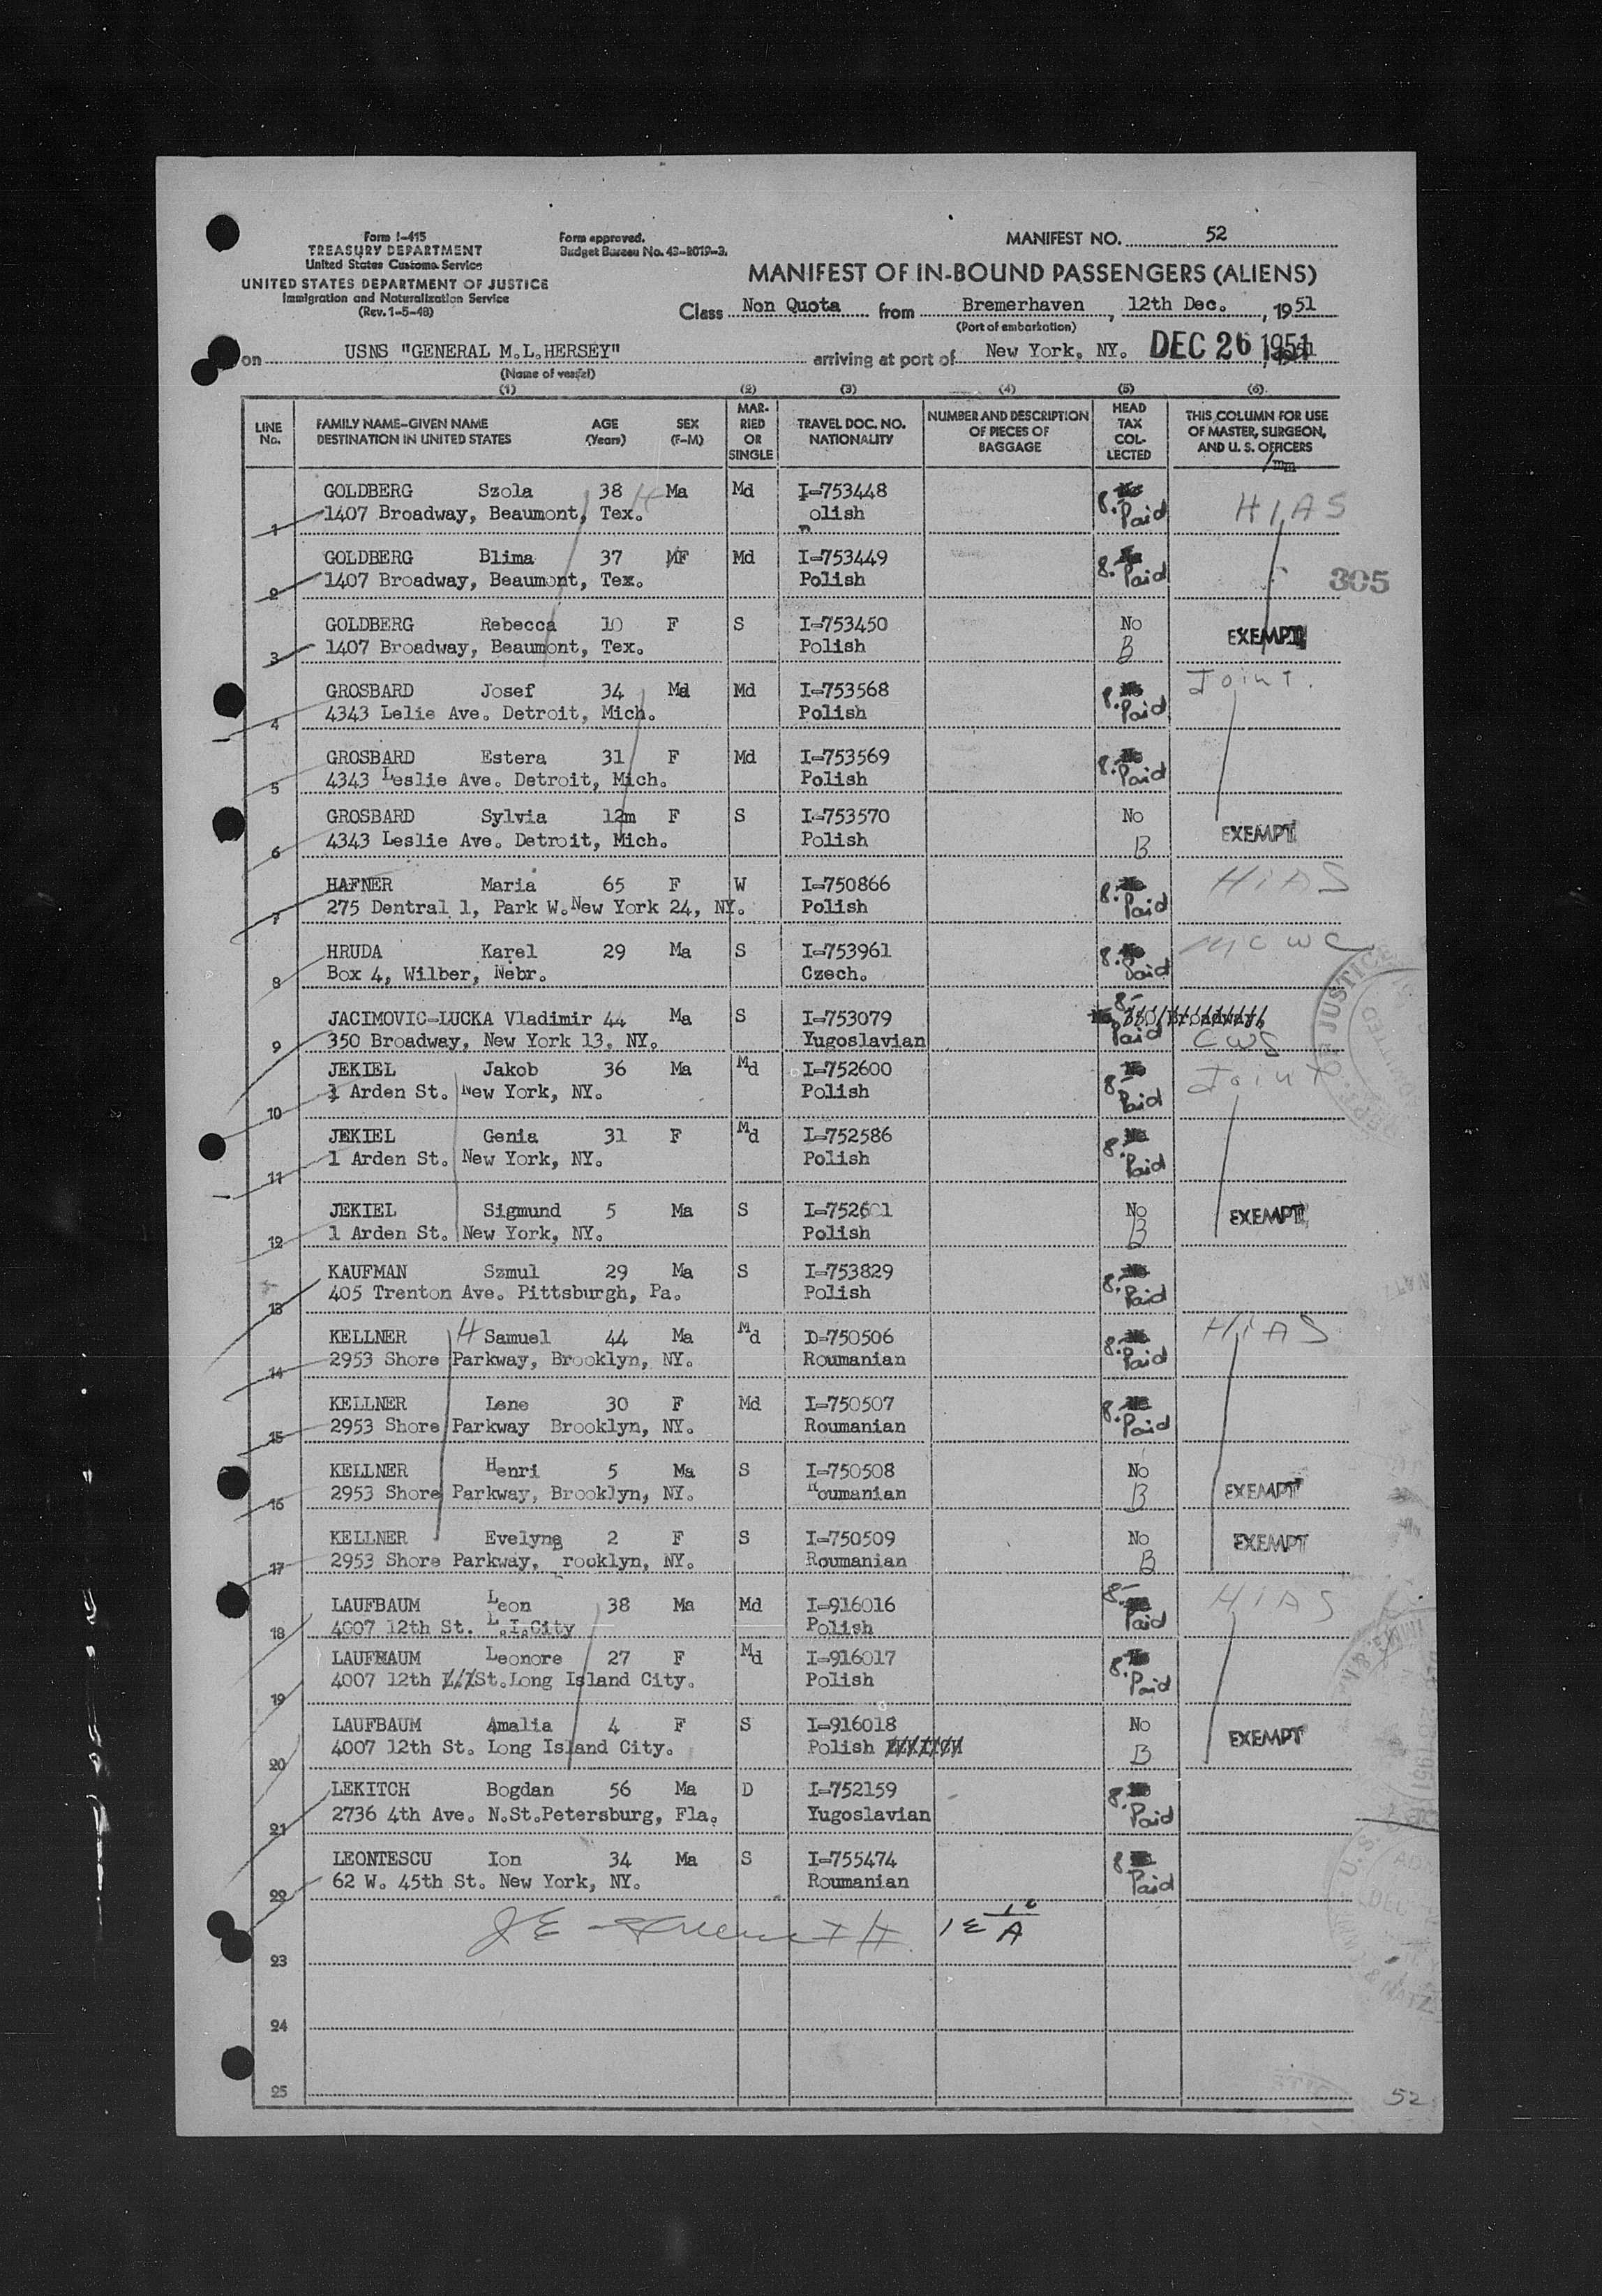 Form I-415
TREASURY DEPARTMENT
United States Customs Service
UNITED STATES DEPARTMENT OF JUSTICE
Immigration and Naturalization Service
(Rev. 1-5-48)
Form approved.
Budget Bureau No. 43-R019-3.
MANIFEST NO. 52
MANIFEST OF IN-BOUND PASSENGERS (ALIENS)
Class Non Quota from Bremerhaven, 12th Dec., 1951
(Port of embarkation)
on USNS "GENERAL M.L.HERSEY" arriving at port of New York, NY. DEC 26 1951
(Name of vessel)
(1) (2) (3) (4) (5) (6)
LINE No. FAMILY NAME-GIVEN NAME DESTINATION IN UNITED STATES AGE (Years) SEX (F-M) MARRIED OR SINGLE TRAVEL DOC. NO. NATIONALITY NUMBER AND DESCRIPTION OF PIECES OF BAGGAGE HEAD TAX COLLECTED THIS COLUMN FOR USE OF MASTER, SURGEON, AND U. S. OFFICERS
GOLDBERG Szola 38 Ma Md I-753448 8. HIAS
1 1407 Broadway, Beaumont, Tex. Polish Paid
GOLDBERG Blima 37 F Md I-753449 8.
2 1407 Broadway, Beaumont, Tex. Polish Paid 305
GOLDBERG Rebecca 10 F S I-753450 No EXEMPT
3 1407 Broadway, Beaumont, Tex. Polish B
GROSBARD Josef 34 Md Md I-753568 8. Joint.
4 4343 Lelie Ave. Detroit, Mich. Polish Paid
GROSBARD Estera 31 F Md I-753569 8.
5 4343 Leslie Ave. Detroit, Mich. Polish Paid
GROSBARD Sylvia 12m F S I-753570 No EXEMPT
6 4343 Leslie Ave. Detroit, Mich. Polish B
HAFNER Maria 65 F W I-750866 8. HIAS
7 275 Dentral 1, Park W.New York 24, NY. Polish Paid
HRUDA Karel 29 Ma S I-753961 8. NCWC
8 Box 4, Wilber, Nebr. Czech. Paid
JACIMOVIC-LUCKA Vladimir 44 Ma S I-753079 8-
9 350 Broadway, New York 13, NY. Yugoslavian Paid CWS
JEKIEL Jakob 36 Ma Md I-752600 8- Joint
10 1 Arden St. New York, NY. Polish Paid
JEKIEL Genia 31 F Md I-752586 8.
11 1 Arden St. New York, NY. Polish Paid
JEKIEL Sigmund 5 Ma S I-752601 No EXEMPT
12 1 Arden St. New York, NY. Polish B
KAUFMAN Szmul 29 Ma S I-753829 8.
13 405 Trenton Ave. Pittsburgh, Pa. Polish Paid
KELLNER H Samuel 44 Ma Md D-750506 8. HIAS
14 2953 Shore Parkway, Brooklyn, NY. Roumanian Paid
KELLNER Lene 30 F Md I-750507 8.
15 2953 Shore Parkway Brooklyn, NY. Roumanian Paid
KELLNER Henri 5 Ma S I-750508 No
16 2953 Shore Parkway, Brooklyn, NY. Roumanian B EXEMPT
KELLNER Evelyne 2 F S I-750509 No EXEMPT
17 2953 Shore Parkway, rooklyn, NY. Roumanian B
LAUFBAUM Leon 38 Ma Md I-916016 8- HIAS
18 4007 12th St. L.I.City Polish Paid
LAUFBAUM Leonore 27 F Md I-916017 8.
19 4007 12th St.Long Island City. Polish Paid
LAUFBAUM Amalia 4 F S I-916018 No EXEMPT
20 4007 12th St. Long Island City. Polish B
LEKITCH Bogdan 56 Ma D I-752159 8.
21 2736 4th Ave. N.St.Petersburg, Fla. Yugoslavian Paid
LEONTESCU Ion 34 Ma S I-755474 8
22 62 W. 45th St. New York, NY. Roumanian Paid
23
24
25
52